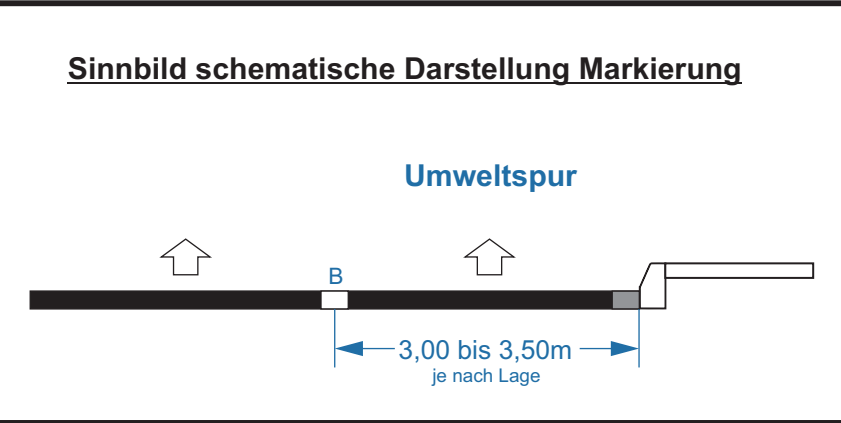 Sinnbild schematische Darstellung Markierung
Umweltspur
B
3,00 bis 3,50m
je nach Lage